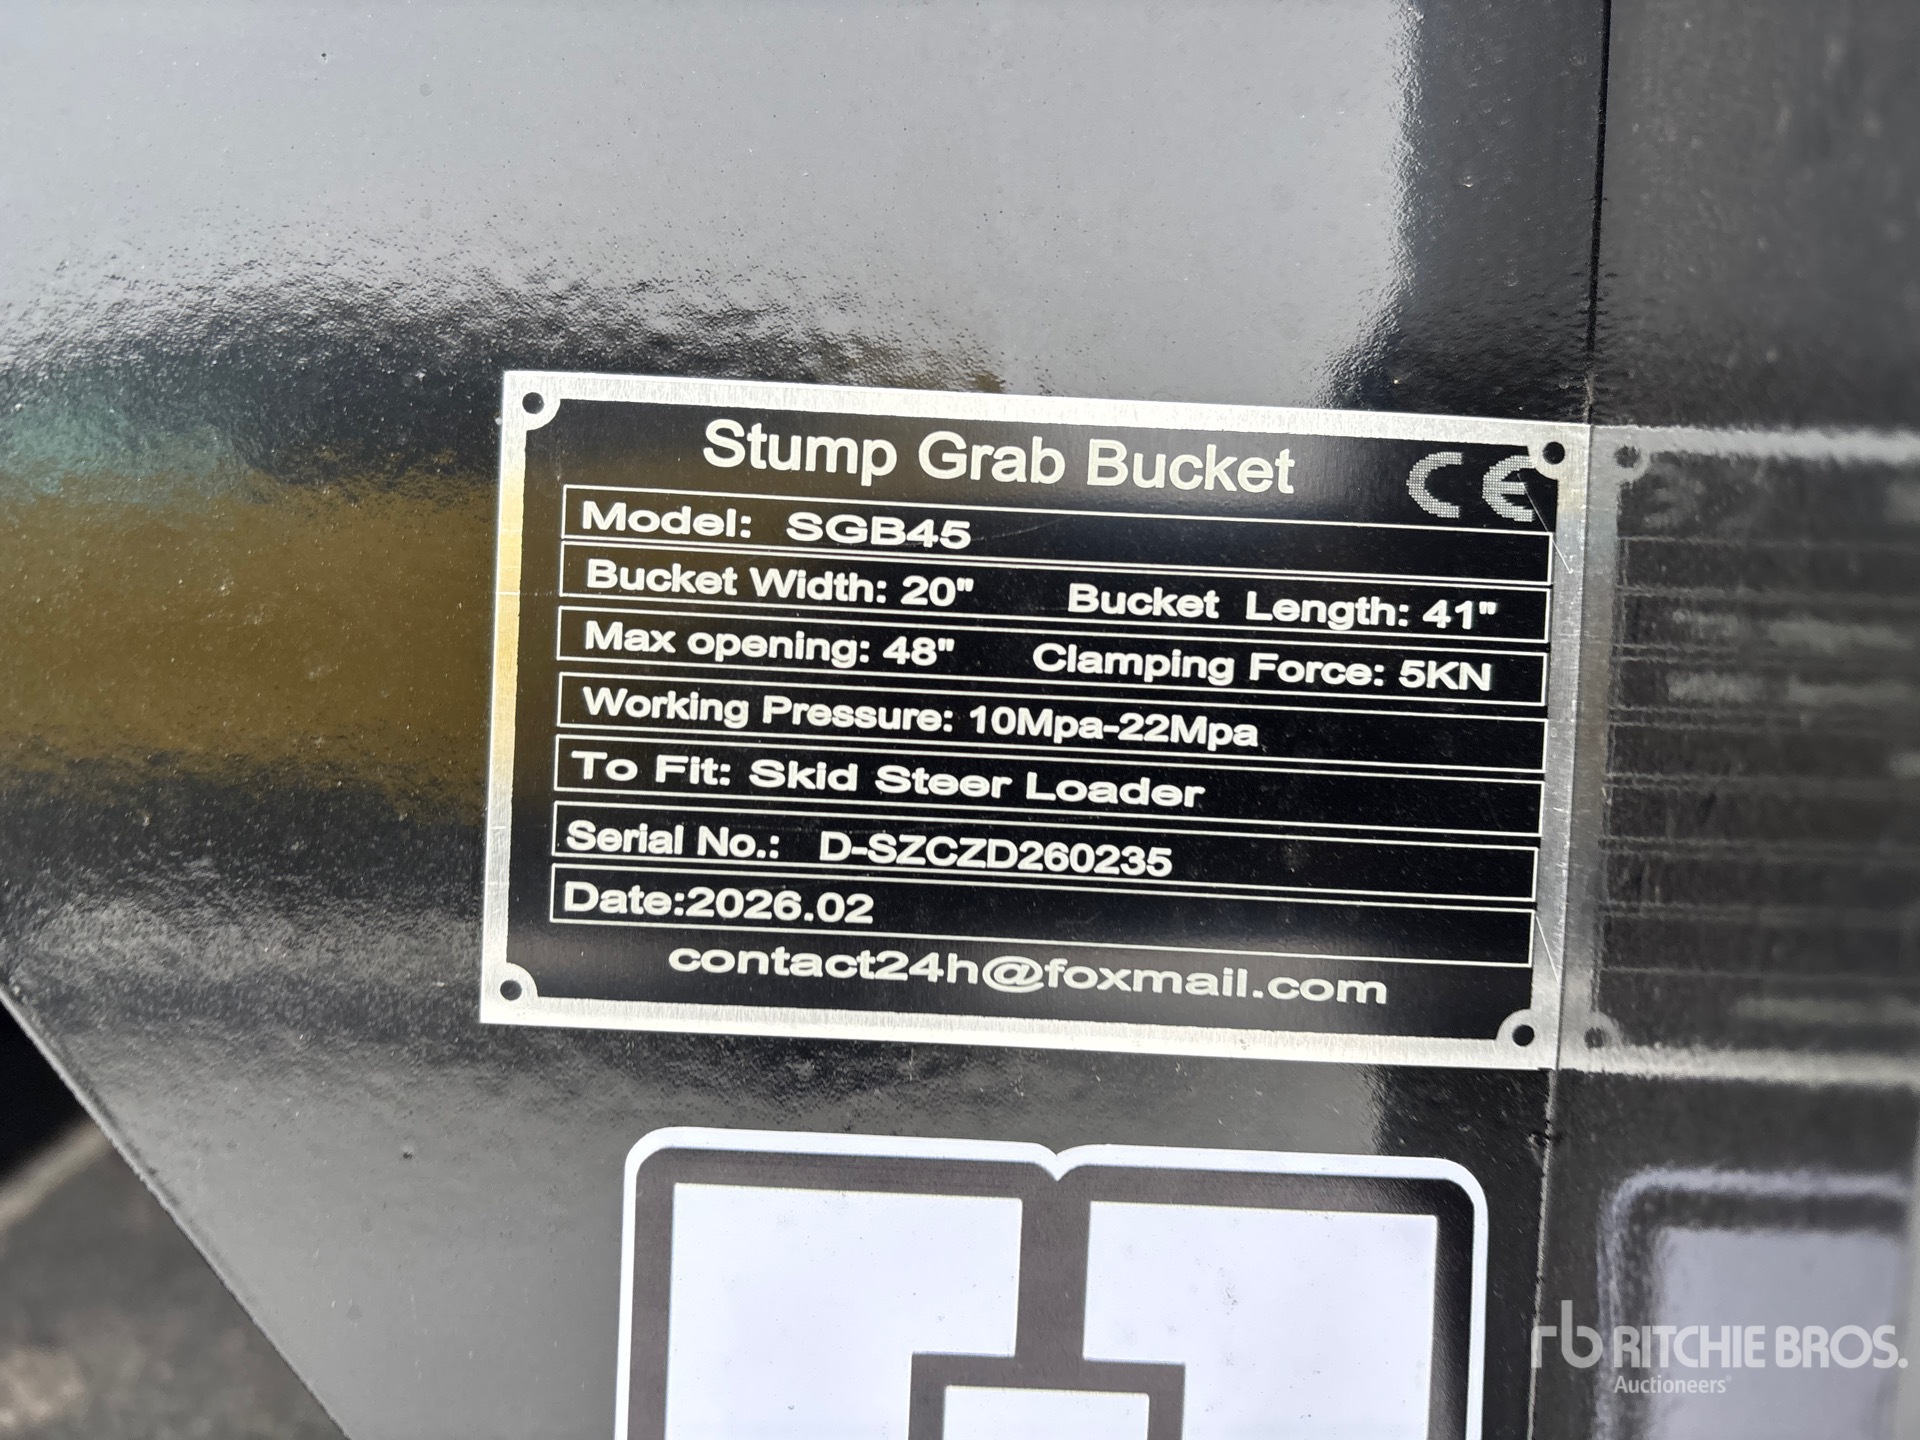 Stump Grab Bucket
CE
Model: SGB45
Bucket Width: 20" Bucket Length: 41"
Max opening: 48" Clamping Force: 5KN
Working Pressure: 10Mpa-22Mpa
To Fit: Skid Steer Loader
Serial No.: D-SZCZD260235
Date:2026.02
contact24h@foxmail.com
rb RITCHIE BROS.
Auctioneers